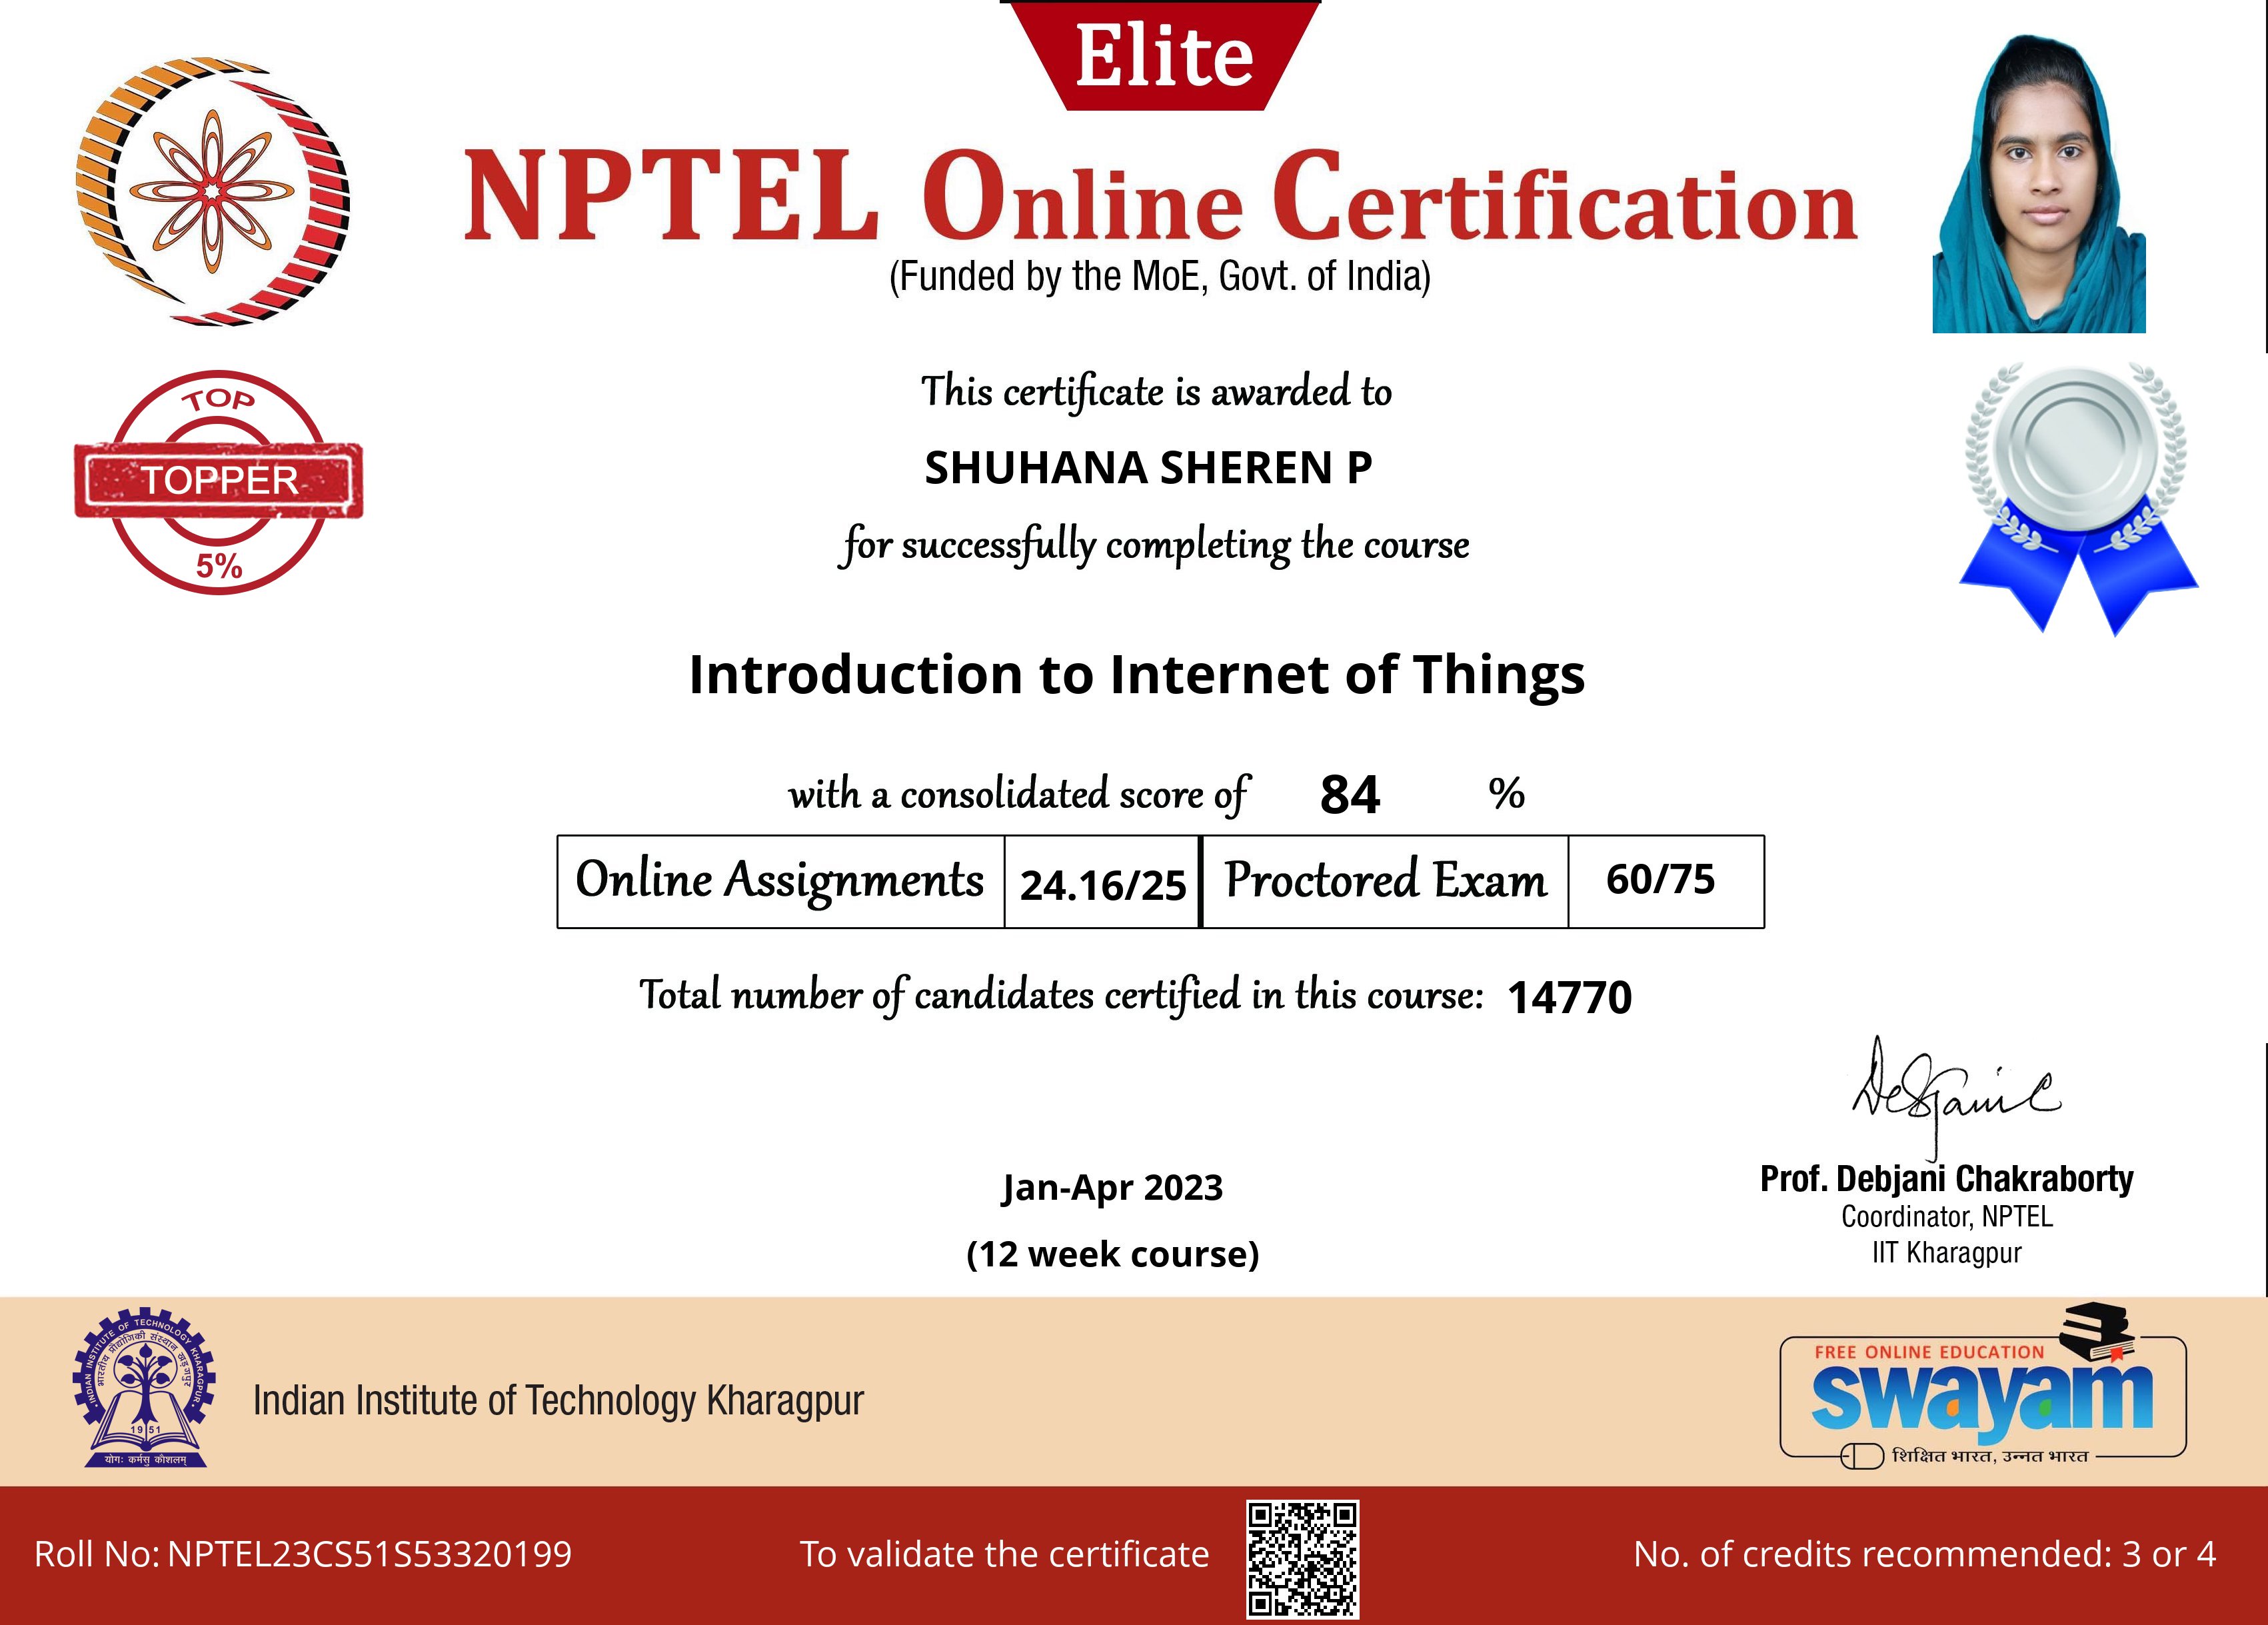 Elite
NPTEL Online Certification
(Funded by the MoE, Govt. of India)
TOP
TOPPER
5%
This certificate is awarded to
SHUHANA SHEREN P
for successfully completing the course
Introduction to Internet of Things
with a consolidated score of 84 %
Online Assignments 24.16/25 Proctored Exam 60/75
Total number of candidates certified in this course: 14770
Debjani C
Prof. Debjani Chakraborty
Coordinator, NPTEL
IIT Kharagpur
Jan-Apr 2023
(12 week course)
INDIAN INSTITUTE OF TECHNOLOGY KHARAGPUR
भारतीय प्रौद्योगिकी संस्थान खड़गपुर
1951
योगः कर्मसु कौशलम्
Indian Institute of Technology Kharagpur
FREE ONLINE EDUCATION
swayam
शिक्षित भारत, उन्नत भारत
Roll No: NPTEL23CS51S53320199
To validate the certificate
No. of credits recommended: 3 or 4